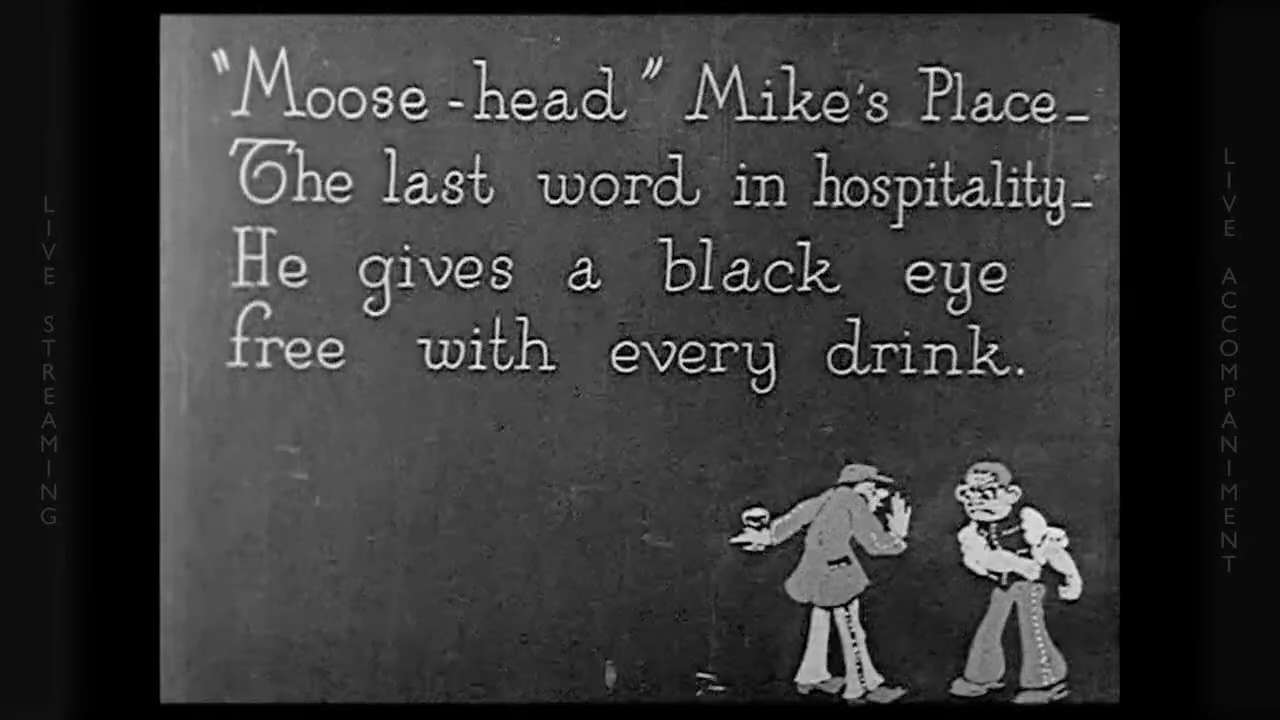 "Moose-head" Mike's Place_
The last word in hospitality_
He gives a black eye
free with every drink.
LIVE STREAMING
LIVE ACCOMPANIMENT